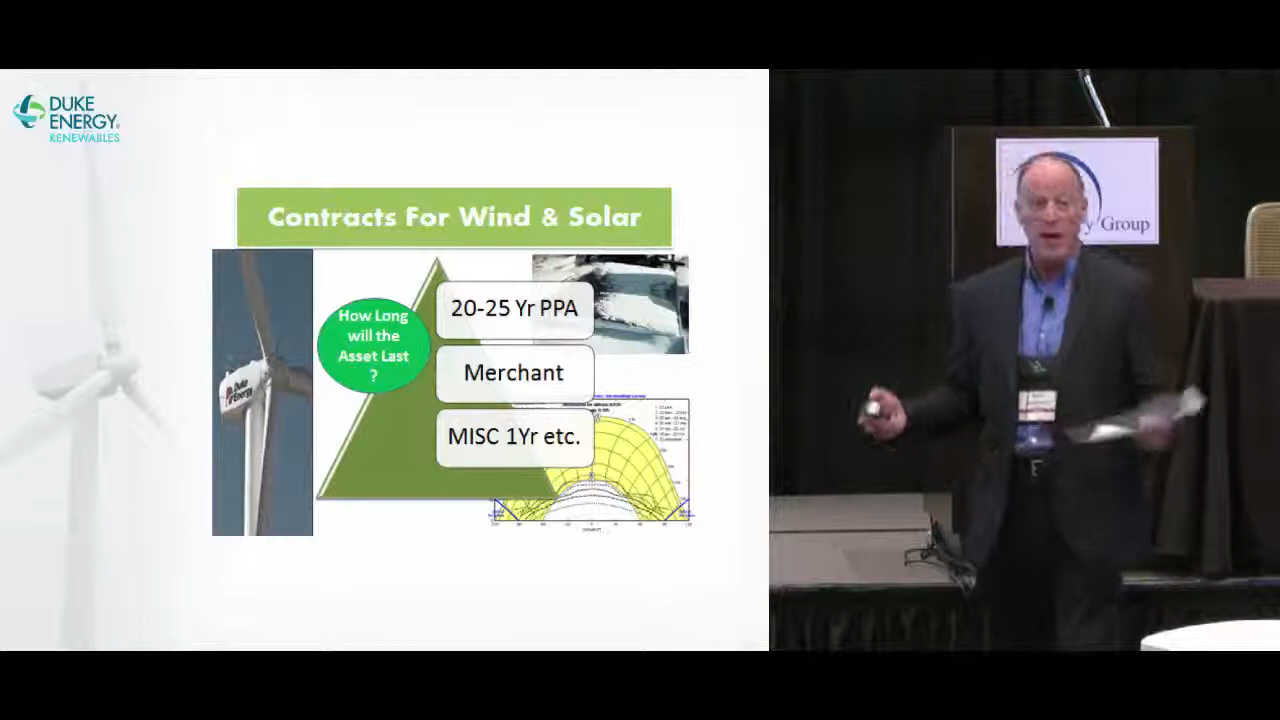 DUKE
ENERGY®
RENEWABLES
Contracts For Wind & Solar
Duke
Energy
How Long
will the
Asset Last
?
20-25 Yr PPA
Merchant
MISC 1Yr etc.
Group